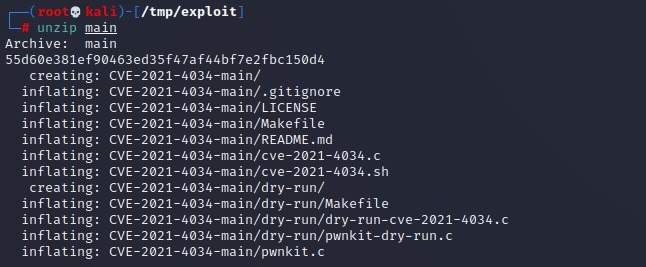 ┌──(root💀kali)-[/tmp/exploit]
└─# unzip main
Archive:  main
55d60e381ef90463ed35f47af44bf7e2fbc150d4
   creating: CVE-2021-4034-main/
  inflating: CVE-2021-4034-main/.gitignore
  inflating: CVE-2021-4034-main/LICENSE
  inflating: CVE-2021-4034-main/Makefile
  inflating: CVE-2021-4034-main/README.md
  inflating: CVE-2021-4034-main/cve-2021-4034.c
  inflating: CVE-2021-4034-main/cve-2021-4034.sh
   creating: CVE-2021-4034-main/dry-run/
  inflating: CVE-2021-4034-main/dry-run/Makefile
  inflating: CVE-2021-4034-main/dry-run/dry-run-cve-2021-4034.c
  inflating: CVE-2021-4034-main/dry-run/pwnkit-dry-run.c
  inflating: CVE-2021-4034-main/pwnkit.c